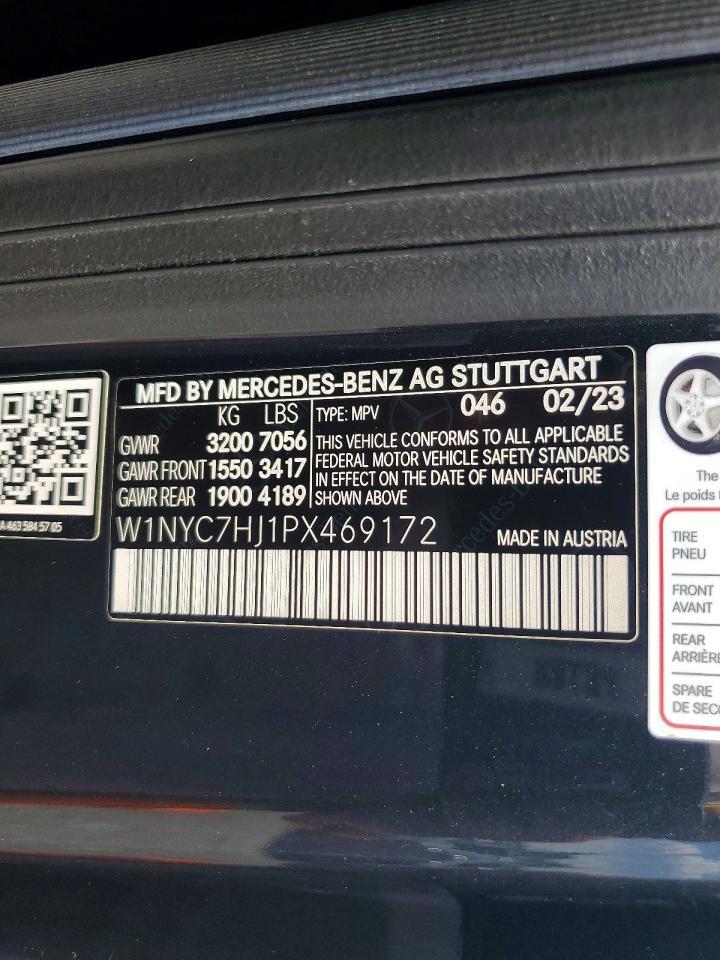 MFD BY MERCEDES-BENZ AG STUTTGART
KG LBS
GVWR 3200 7056
GAWR FRONT 1550 3417
GAWR REAR 1900 4189
TYPE: MPV 046 02/23
THIS VEHICLE CONFORMS TO ALL APPLICABLE
FEDERAL MOTOR VEHICLE SAFETY STANDARDS
IN EFFECT ON THE DATE OF MANUFACTURE
SHOWN ABOVE
W1NYC7HJ1PX469172 MADE IN AUSTRIA
A 463 584 57 05
The
Le poids
TIRE
PNEU
FRONT
AVANT
REAR
ARRIÈRE
SPARE
DE